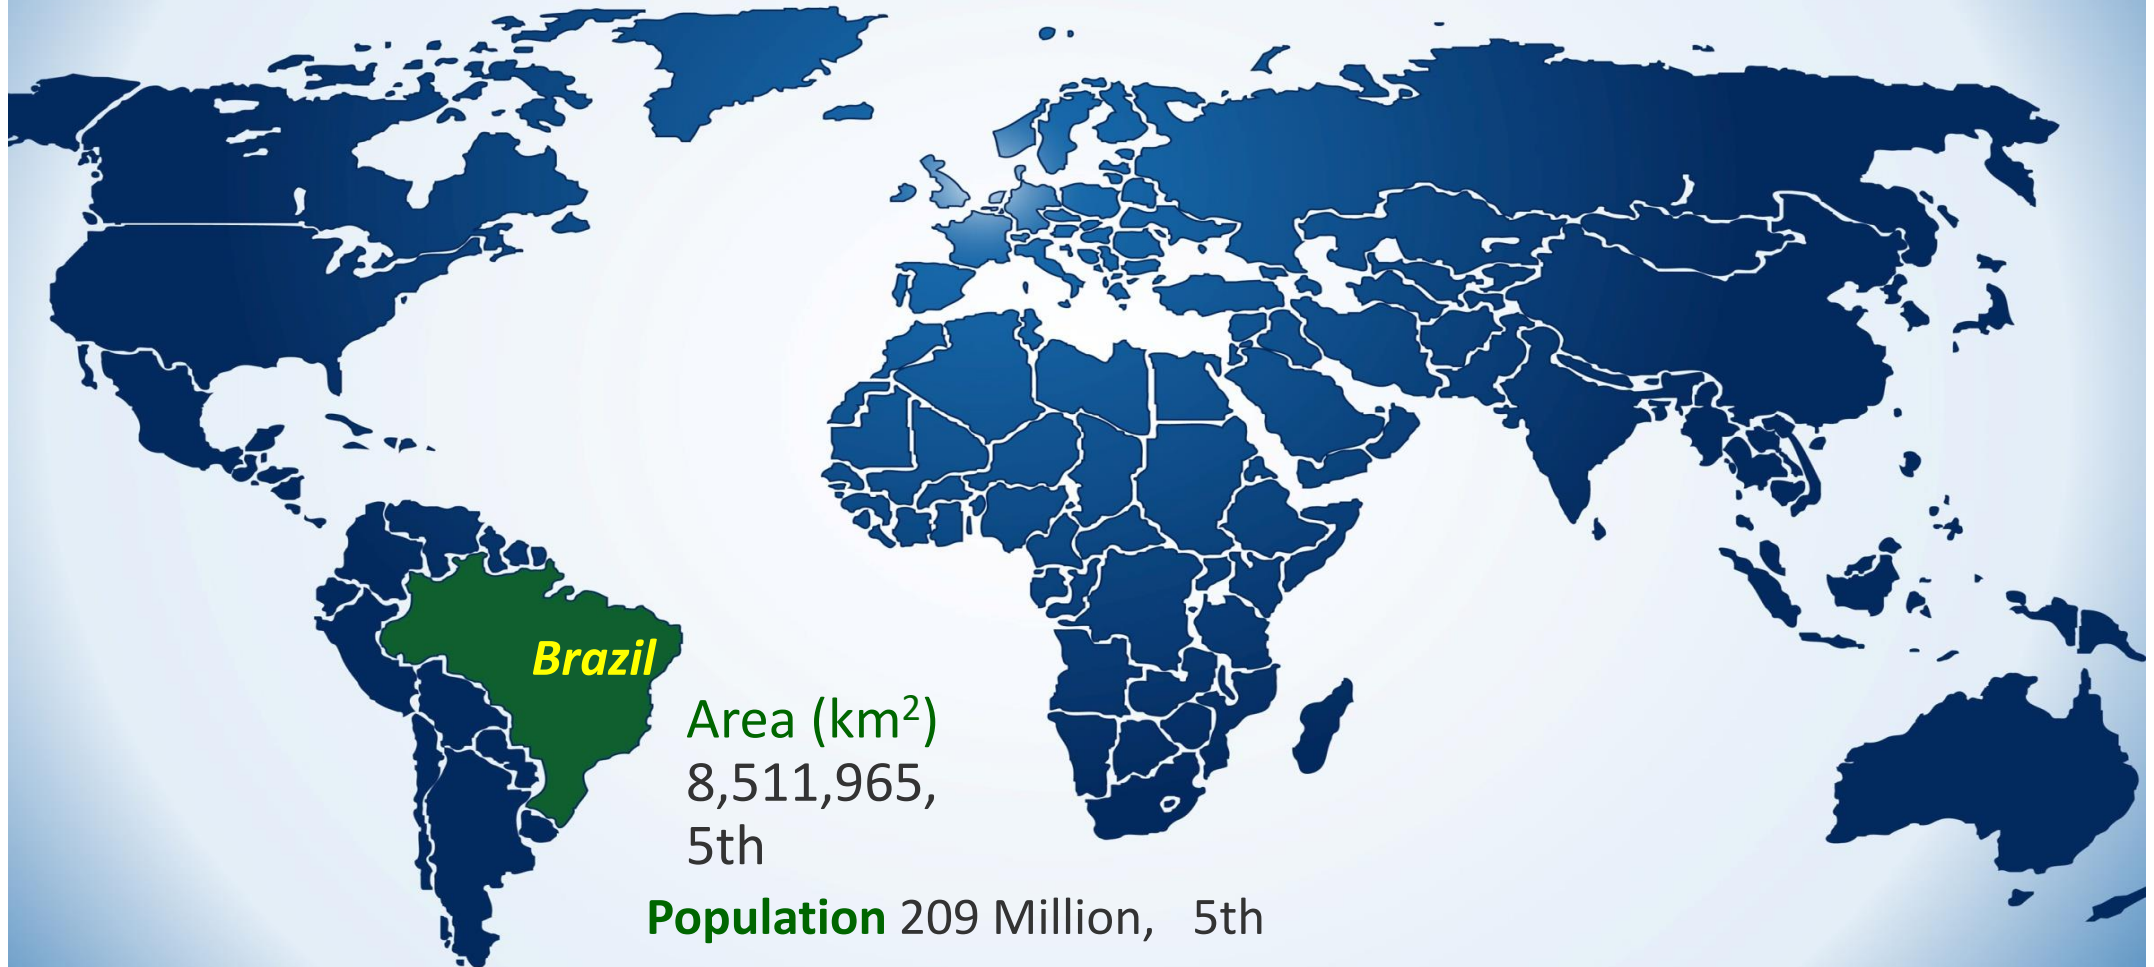 Brazil
Area (km²)
8,511,965,
5th
Population 209 Million, 5th